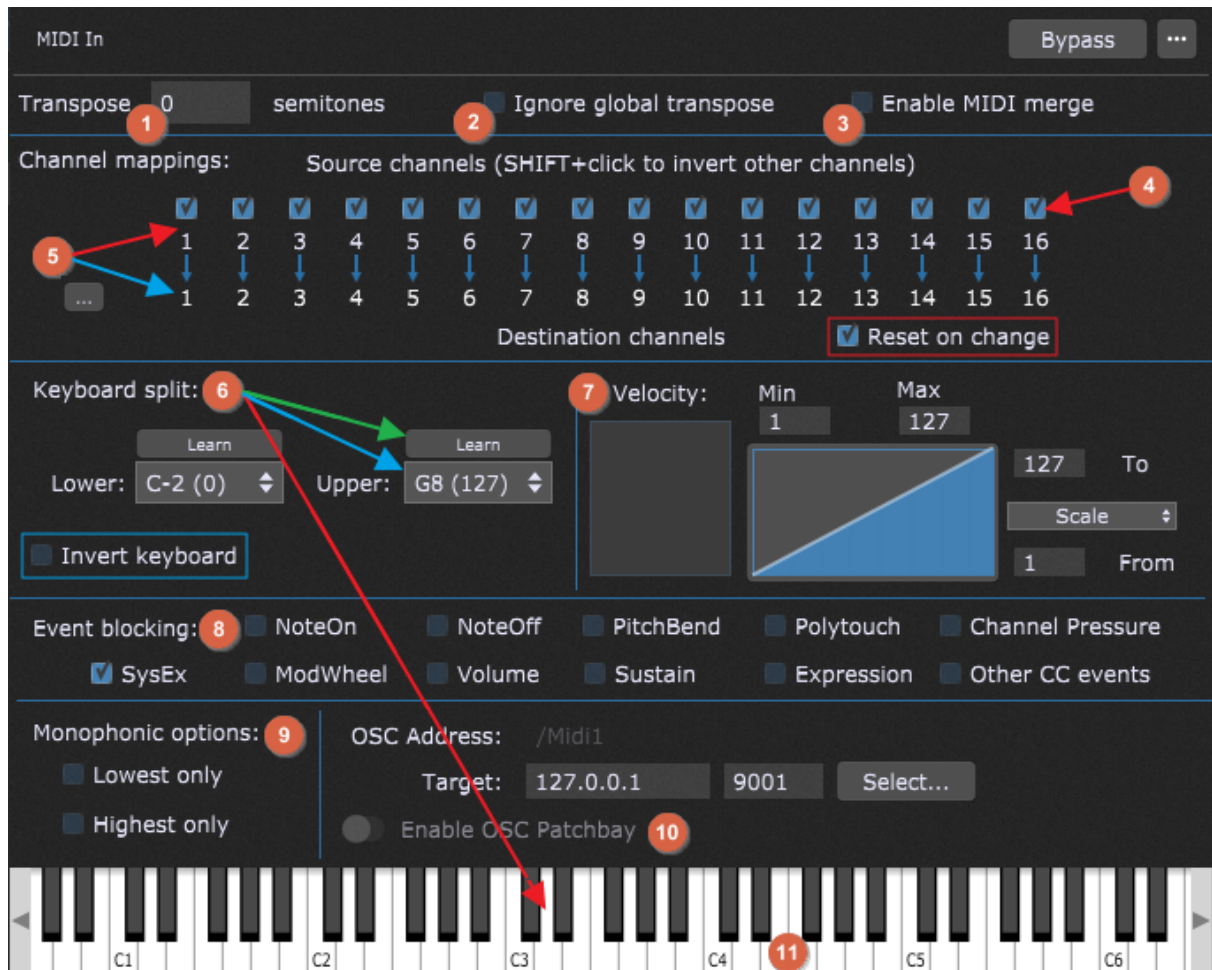 MIDI In Bypass ...
Transpose 0 semitones Ignore global transpose Enable MIDI merge
1 2 3
Channel mappings: Source channels (SHIFT+click to invert other channels)
4
1 2 3 4 5 6 7 8 9 10 11 12 13 14 15 16
5
... 1 2 3 4 5 6 7 8 9 10 11 12 13 14 15 16
Destination channels Reset on change
Keyboard split: 6
Learn Learn
Lower: C-2 (0) Upper: G8 (127)
Invert keyboard
7 Velocity: Min Max
1 127
127 To
Scale
1 From
Event blocking: 8 NoteOn NoteOff PitchBend Polytouch Channel Pressure
SysEx ModWheel Volume Sustain Expression Other CC events
Monophonic options: 9
Lowest only
Highest only
OSC Address: /Midi1
Target: 127.0.0.1 9001 Select...
Enable OSC Patchbay 10
C1 C2 C3 C4 11 C5 C6